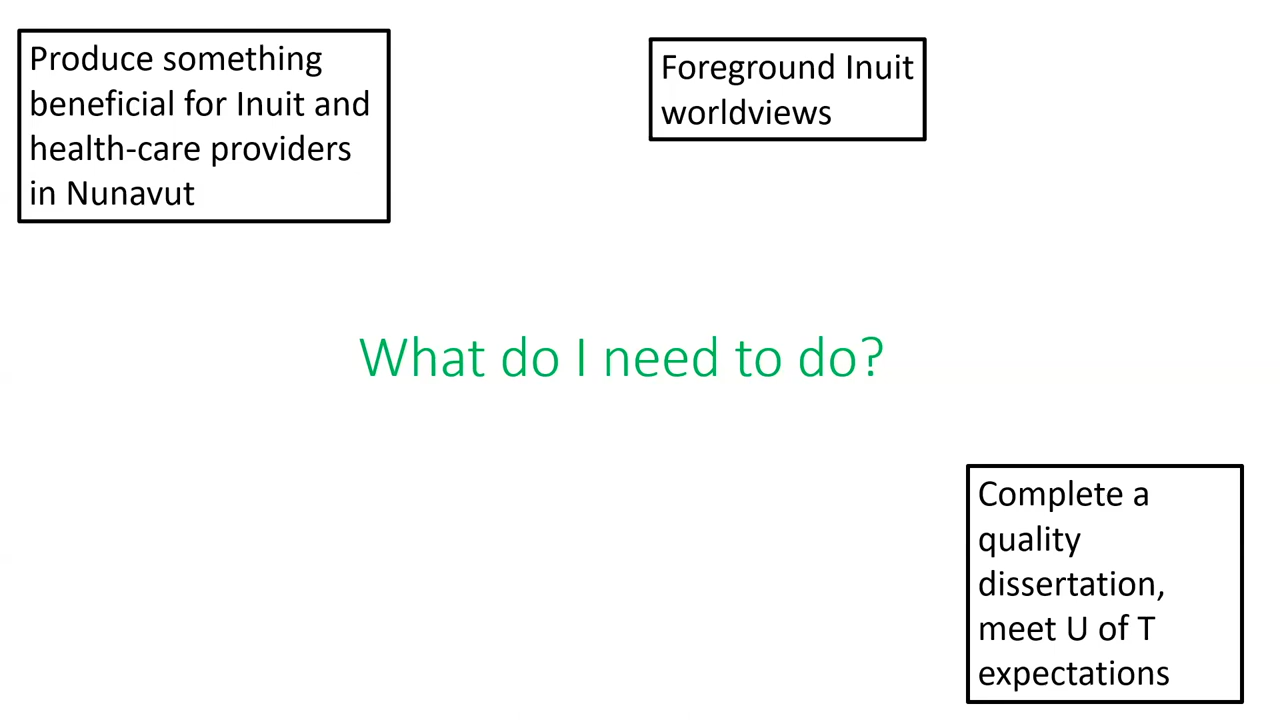 Produce something
beneficial for Inuit and
health-care providers
in Nunavut
Foreground Inuit
worldviews
What do I need to do?
Complete a
quality
dissertation,
meet U of T
expectations